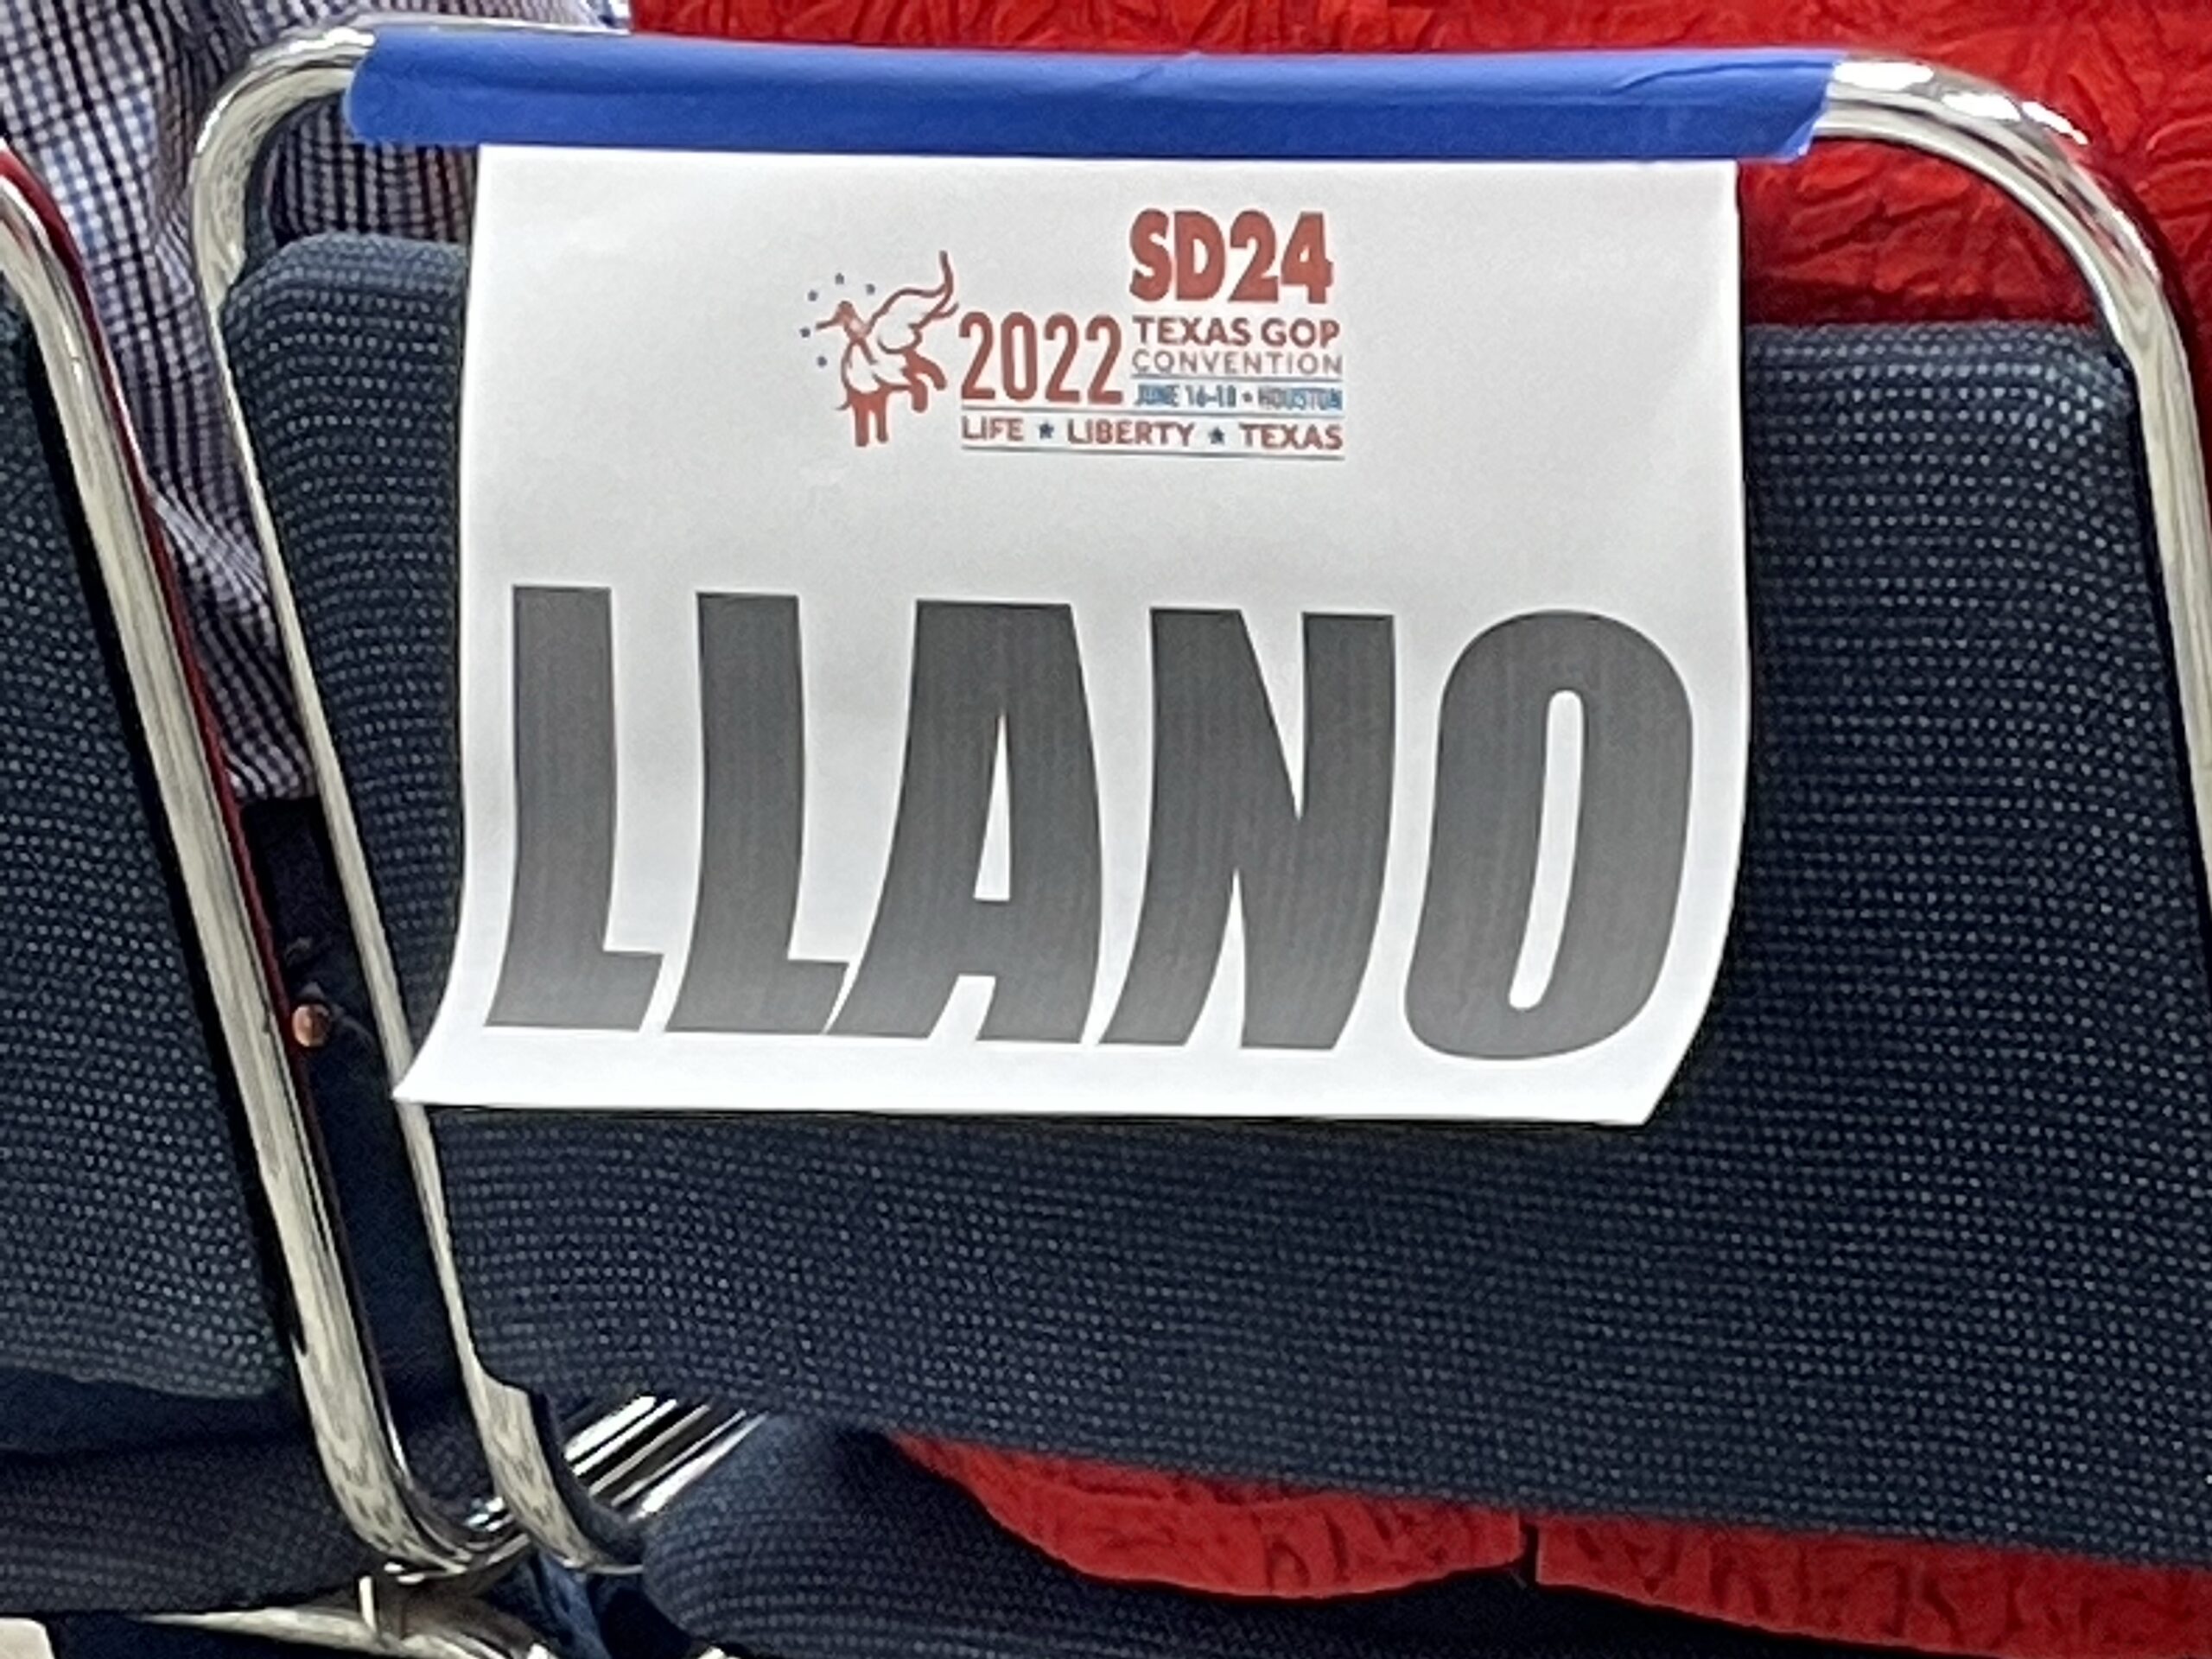 SD24
2022 TEXAS GOP
CONVENTION
JUNE 16-18 * HOUSTON
LIFE ★ LIBERTY ★ TEXAS
LLANO